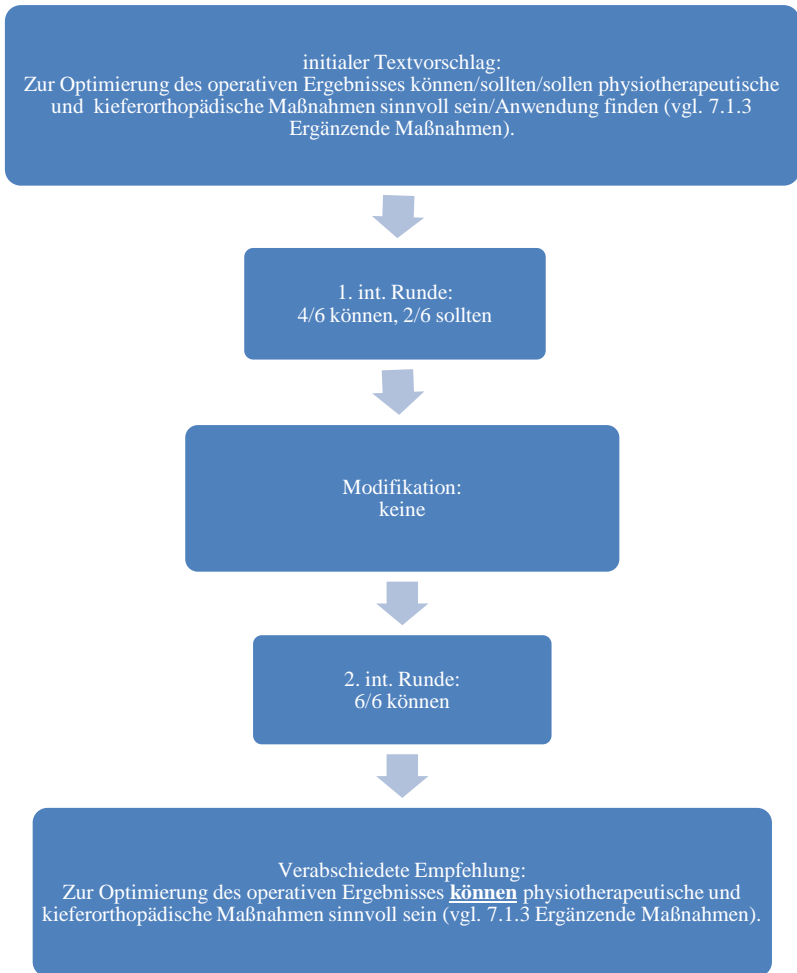 initialer Textvorschlag:
Zur Optimierung des operativen Ergebnisses können/sollten/sollen physiotherapeutische
und kieferorthopädische Maßnahmen sinnvoll sein/Anwendung finden (vgl. 7.1.3
Ergänzende Maßnahmen).
1. int. Runde:
4/6 können, 2/6 sollten
Modifikation:
keine
2. int. Runde:
6/6 können
Verabschiedete Empfehlung:
Zur Optimierung des operativen Ergebnisses können physiotherapeutische und
kieferorthopädische Maßnahmen sinnvoll sein (vgl. 7.1.3 Ergänzende Maßnahmen).